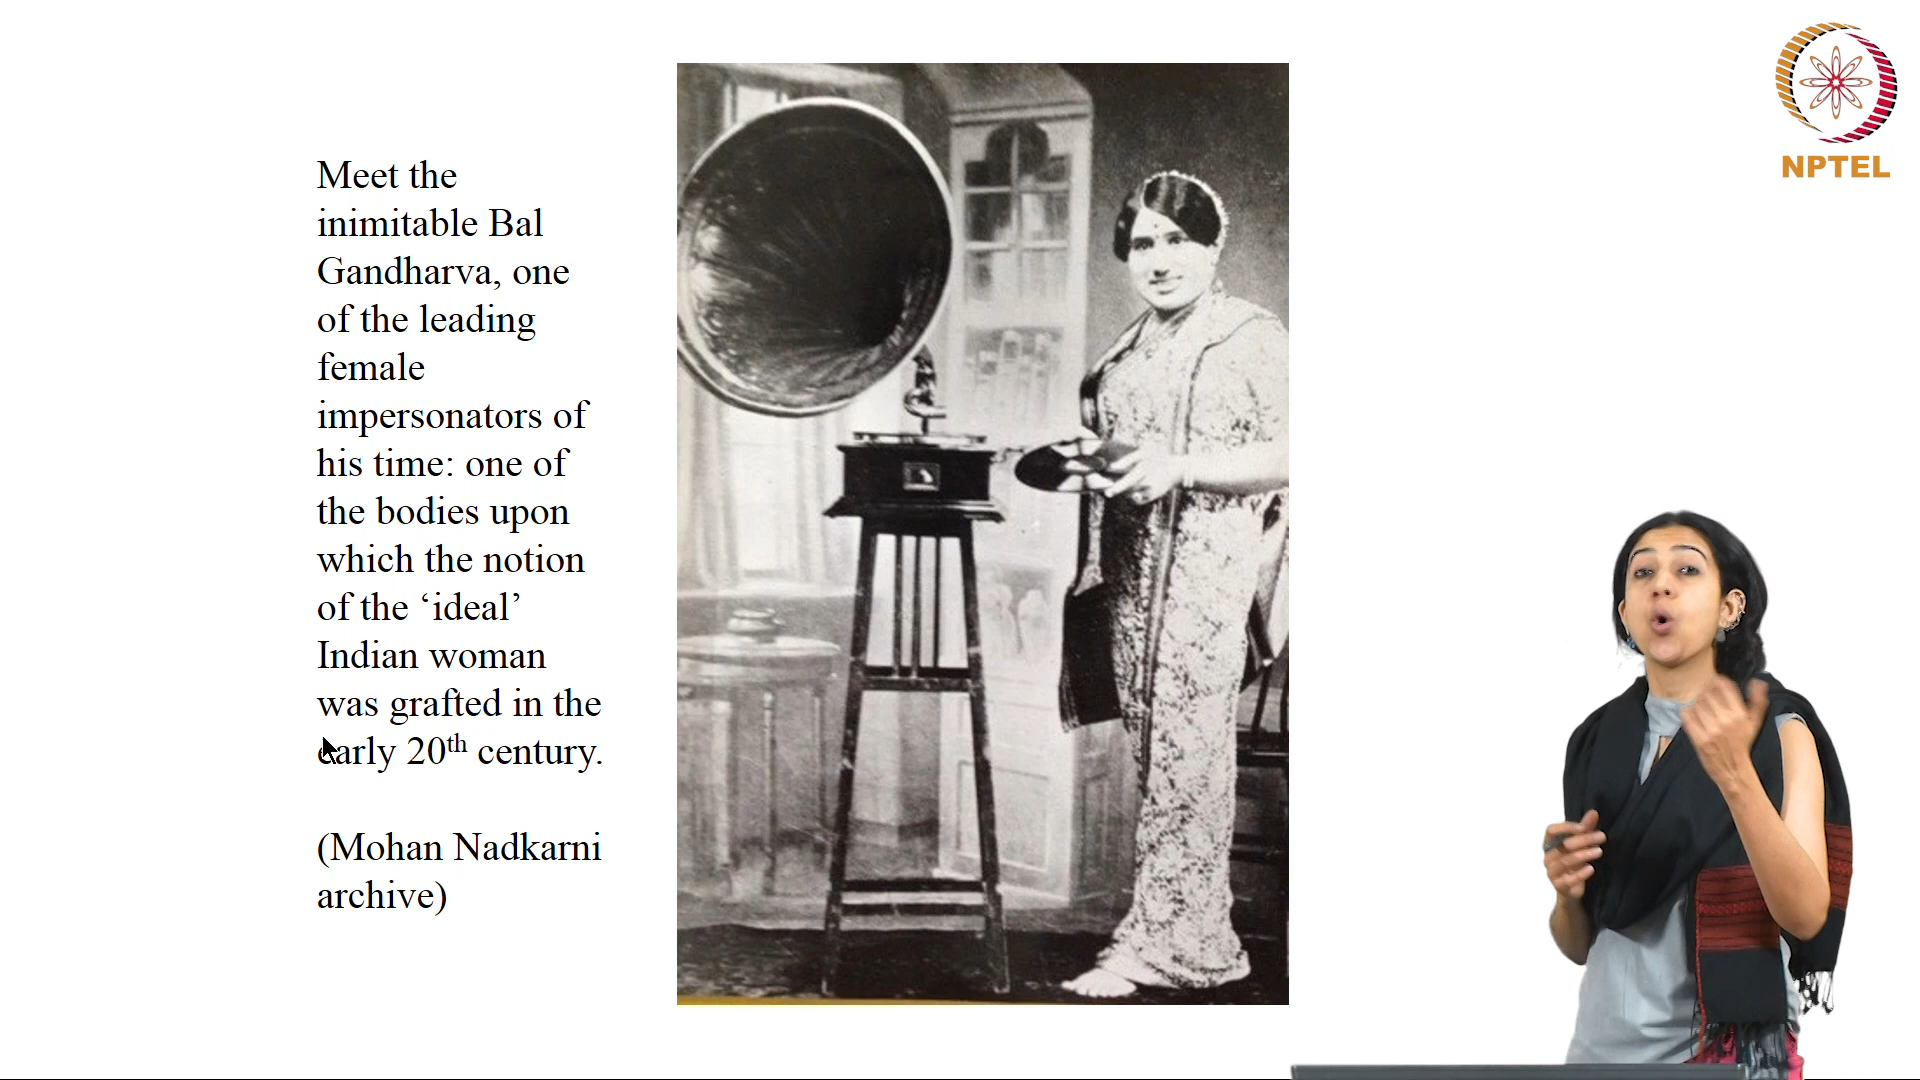 Meet the
inimitable Bal
Gandharva, one
of the leading
female
impersonators of
his time: one of
the bodies upon
which the notion
of the ‘ideal’
Indian woman
was grafted in the
early 20th century.
(Mohan Nadkarni
archive)
NPTEL